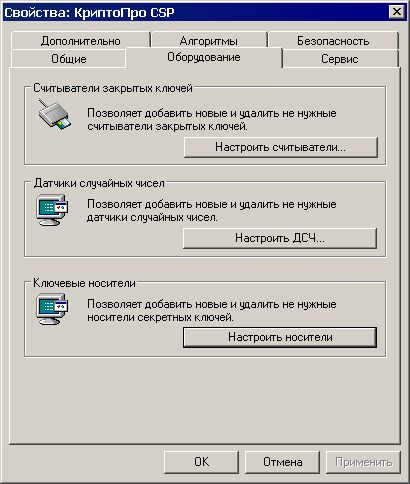 Свойства: КриптоПро CSP
Дополнительно Алгоритмы Безопасность
Общие Оборудование Сервис
Считыватели закрытых ключей
Позволяет добавить новые и удалить не нужные
считыватели закрытых ключей.
Настроить считыватели...
Датчики случайных чисел
Позволяет добавить новые и удалить не нужные
датчики случайных чисел.
Настроить ДСЧ...
Ключевые носители
Позволяет добавить новые и удалить не нужные
носители секретных ключей.
Настроить носители
OK Отмена Применить